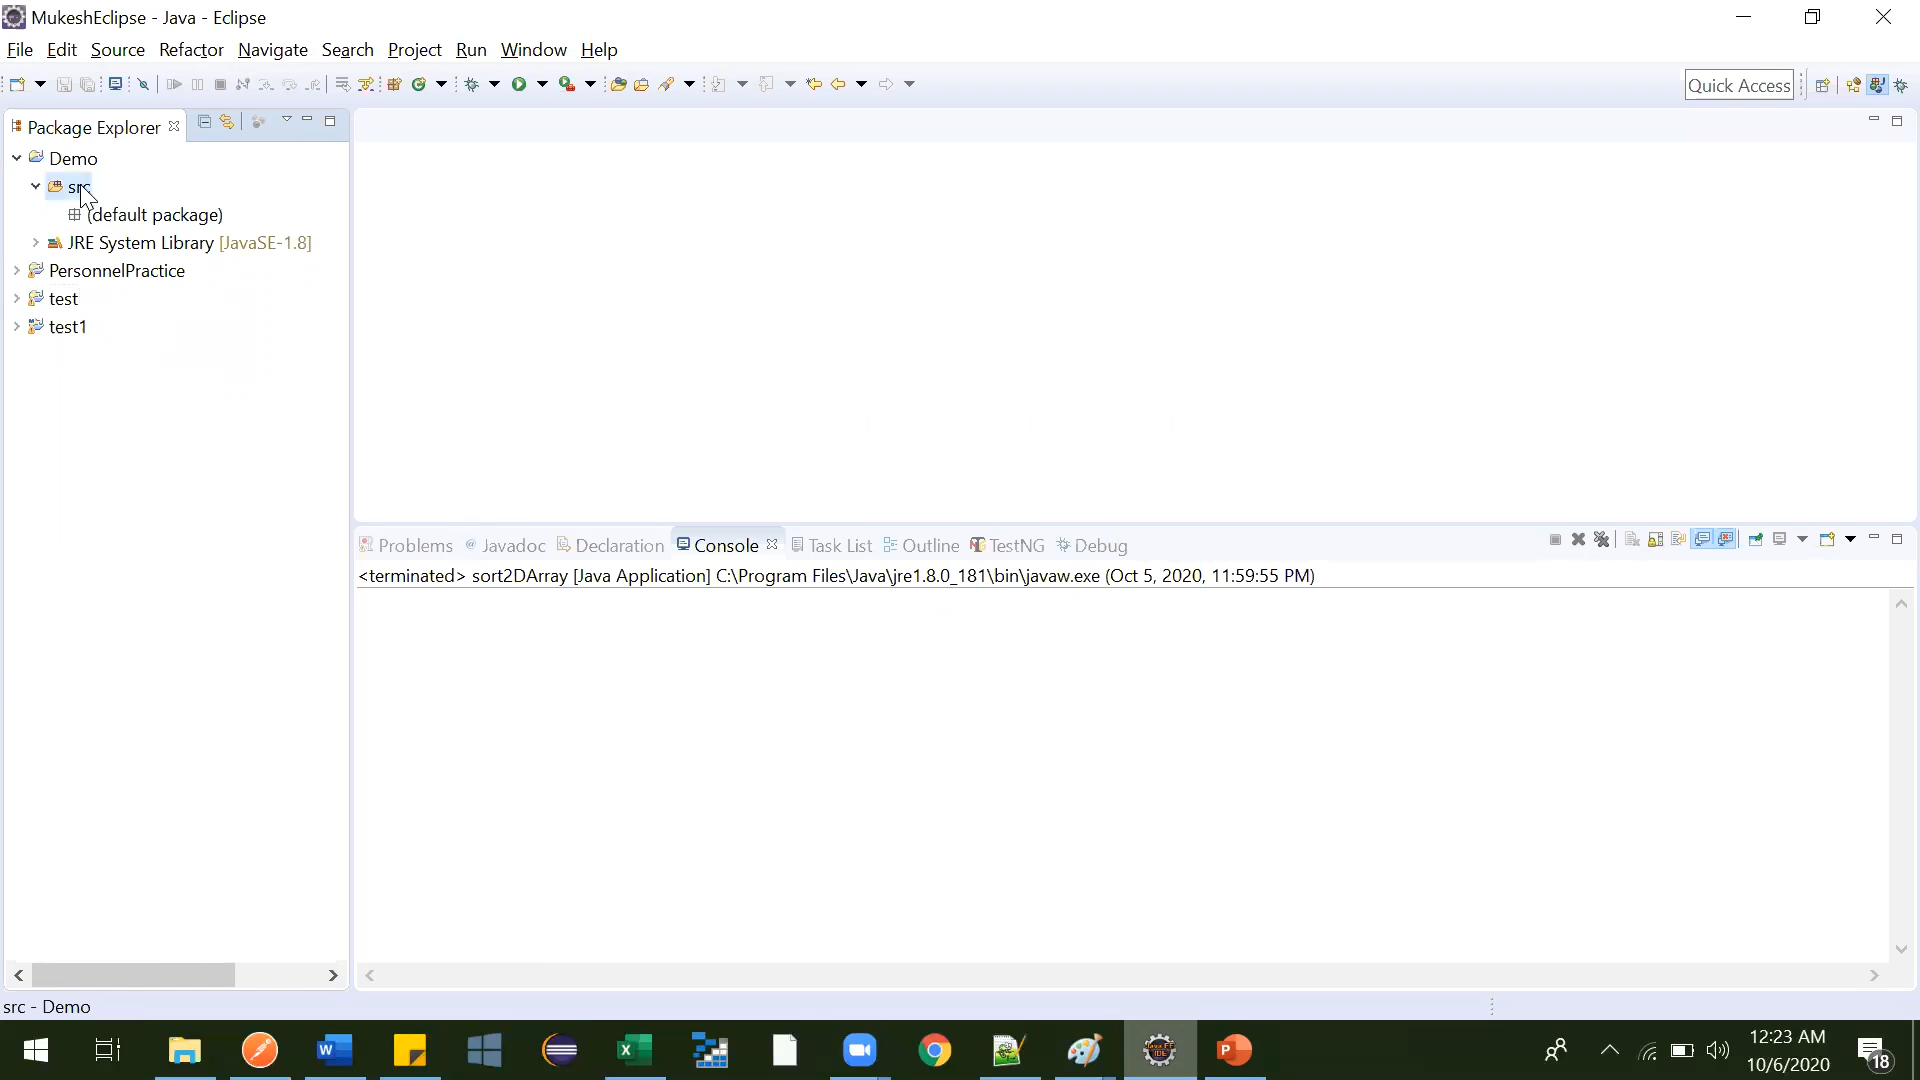 MukeshEclipse - Java - Eclipse
File Edit Source Refactor Navigate Search Project Run Window Help
Quick Access
Package Explorer
Demo
src
(default package)
JRE System Library [JavaSE-1.8]
PersonnelPractice
test
test1
Problems Javadoc Declaration Console Task List Outline TestNG Debug
<terminated> sort2DArray [Java Application] C:\Program Files\Java\jre1.8.0_181\bin\javaw.exe (Oct 5, 2020, 11:59:55 PM)
src - Demo
12:23 AM
10/6/2020
18